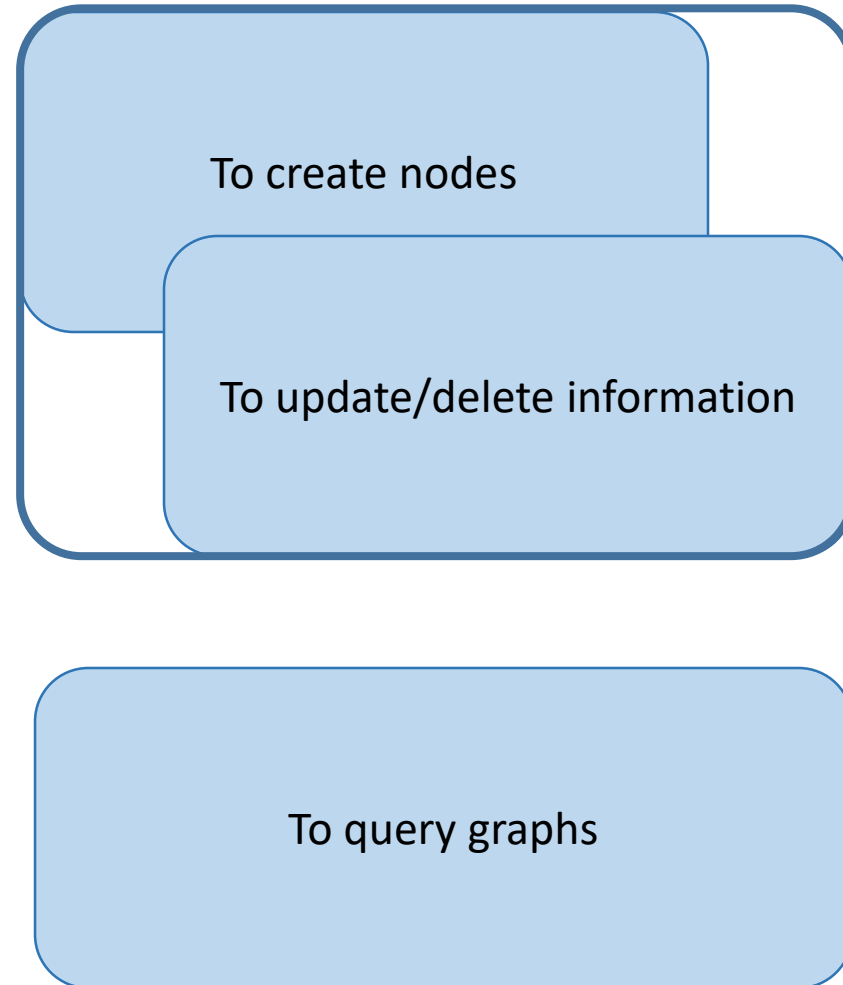 To create nodes
To update/delete information
To query graphs